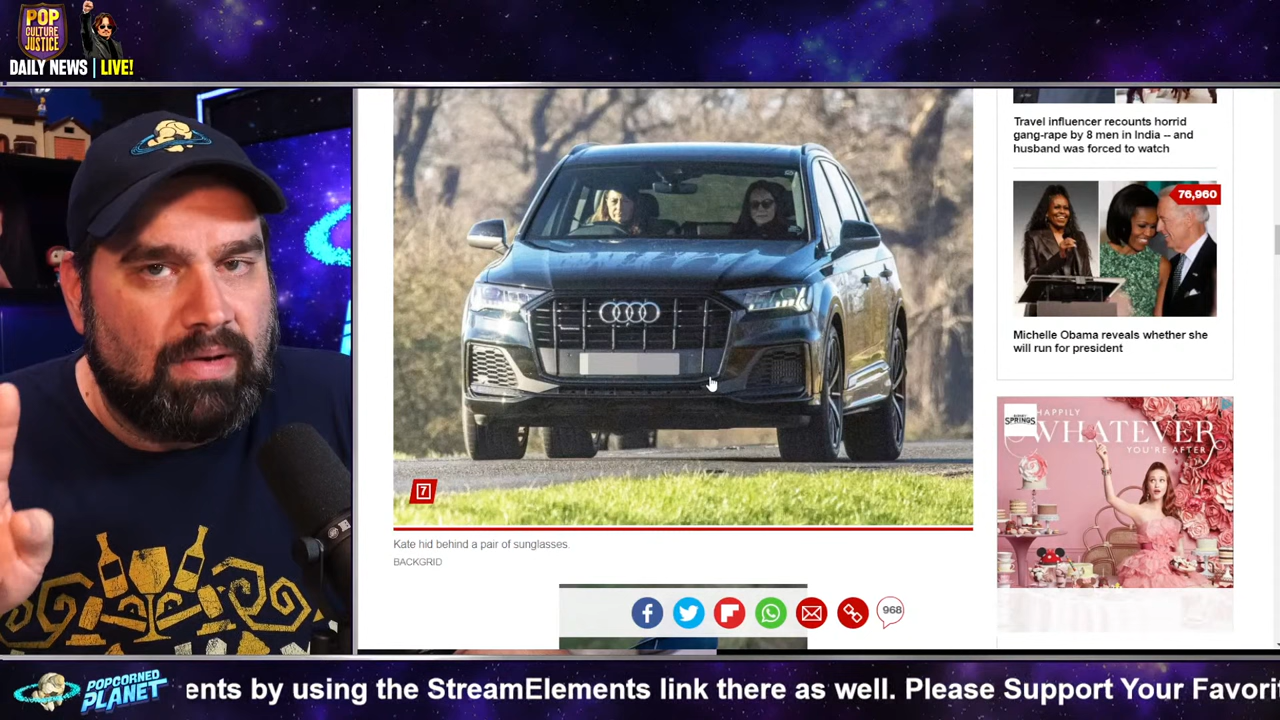 POP
CULTURE
JUSTICE
DAILY NEWS | LIVE!
Travel influencer recounts horrid
gang-rape by 8 men in India -- and
husband was forced to watch
76,960
Michelle Obama reveals whether she
will run for president
7
Kate hid behind a pair of sunglasses.
BACKGRID
DISNEY SPRINGS
HAPPILY
WHATEVER
YOU'RE AFTER
968
POPCORNED
PLANET
ents by using the StreamElements link there as well. Please Support Your Favori